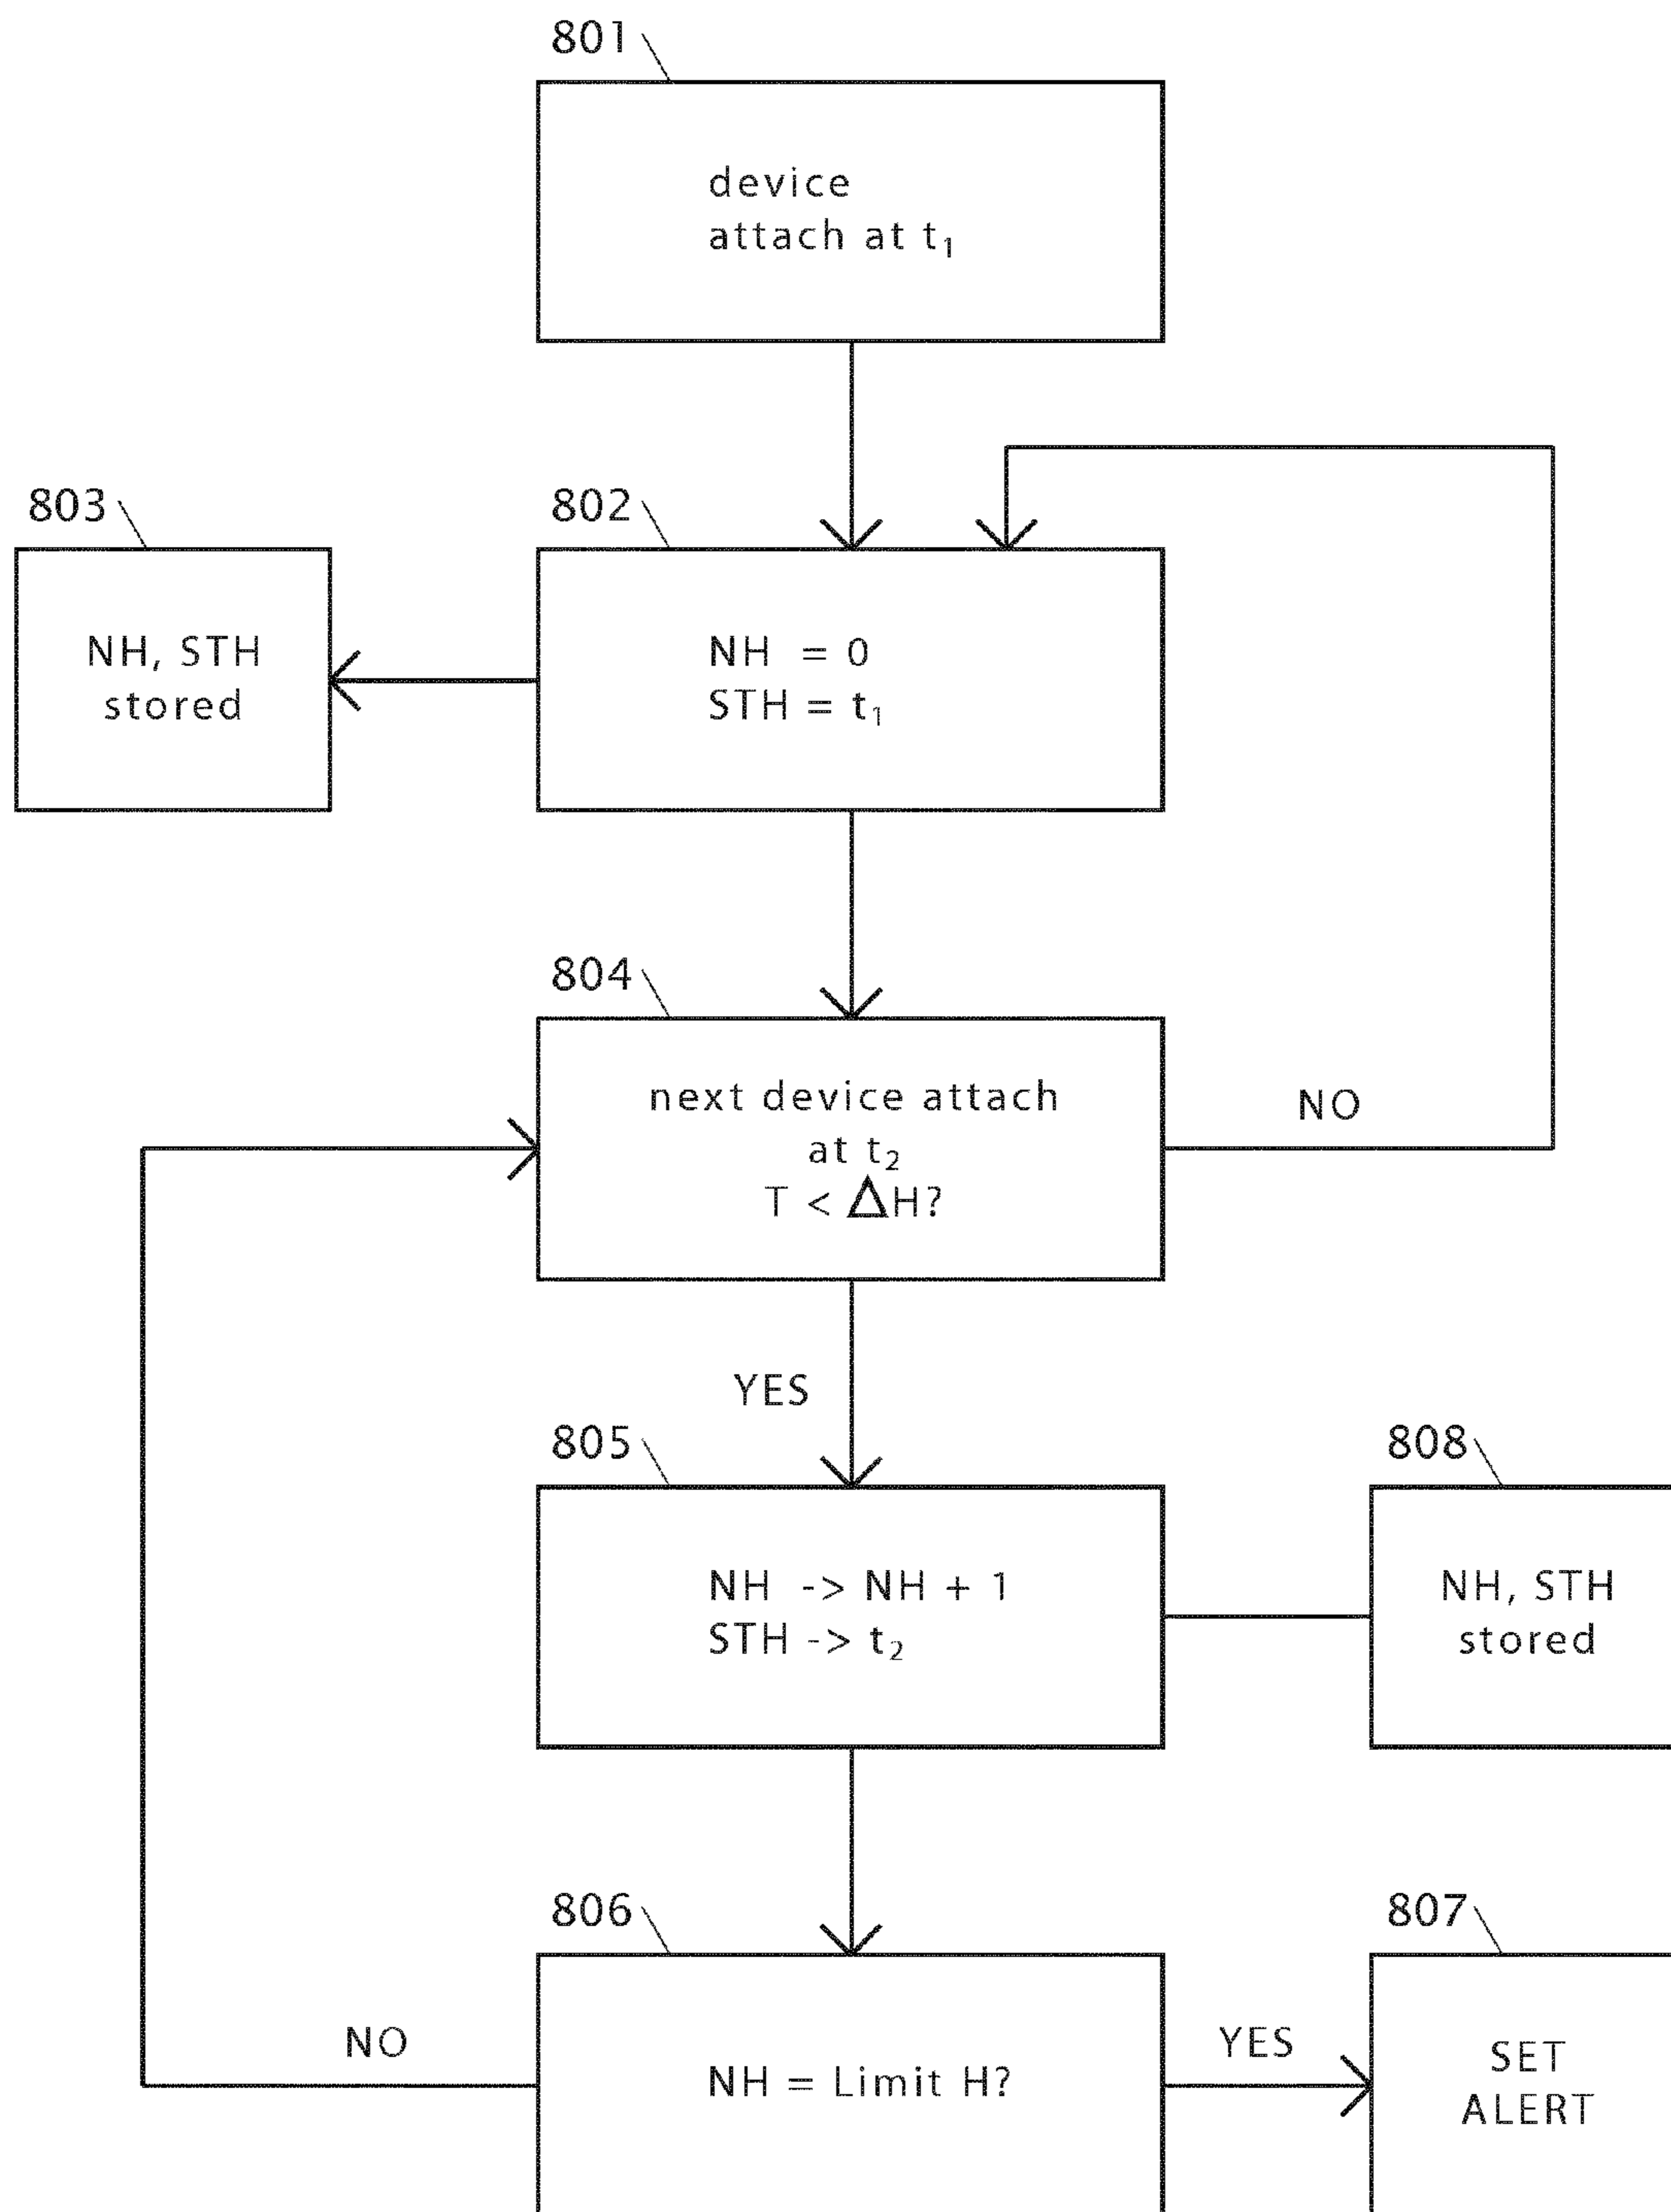 801
device
attach at t₁
803
NH, STH
stored
802
NH = 0
STH = t₁
804
next device attach
at t₂
T < ΔH?
NO
YES
805
NH -> NH + 1
STH -> t₂
808
NH, STH
stored
806
NH = Limit H?
NO
YES
807
SET
ALERT